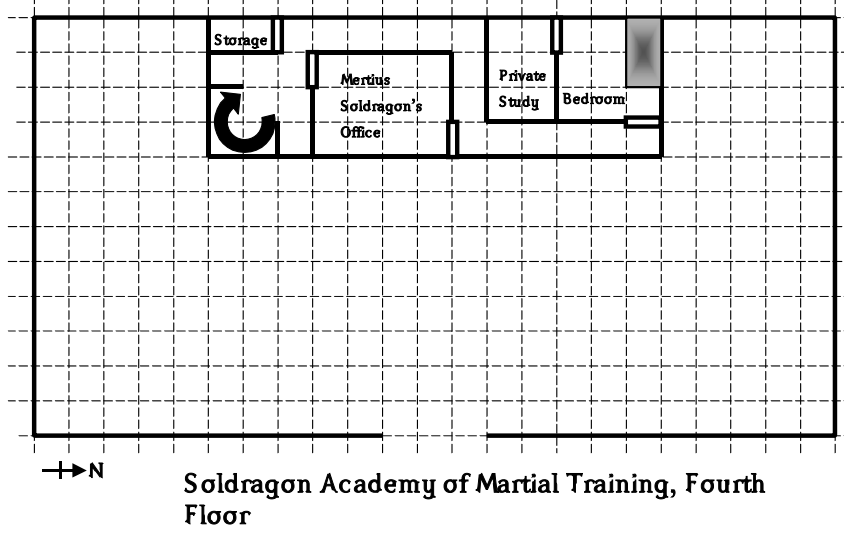 Storage
Mertius
Soldragon's
Office
Private
Study
Bedroom
N
Soldragon Academy of Martial Training, Fourth
Floor